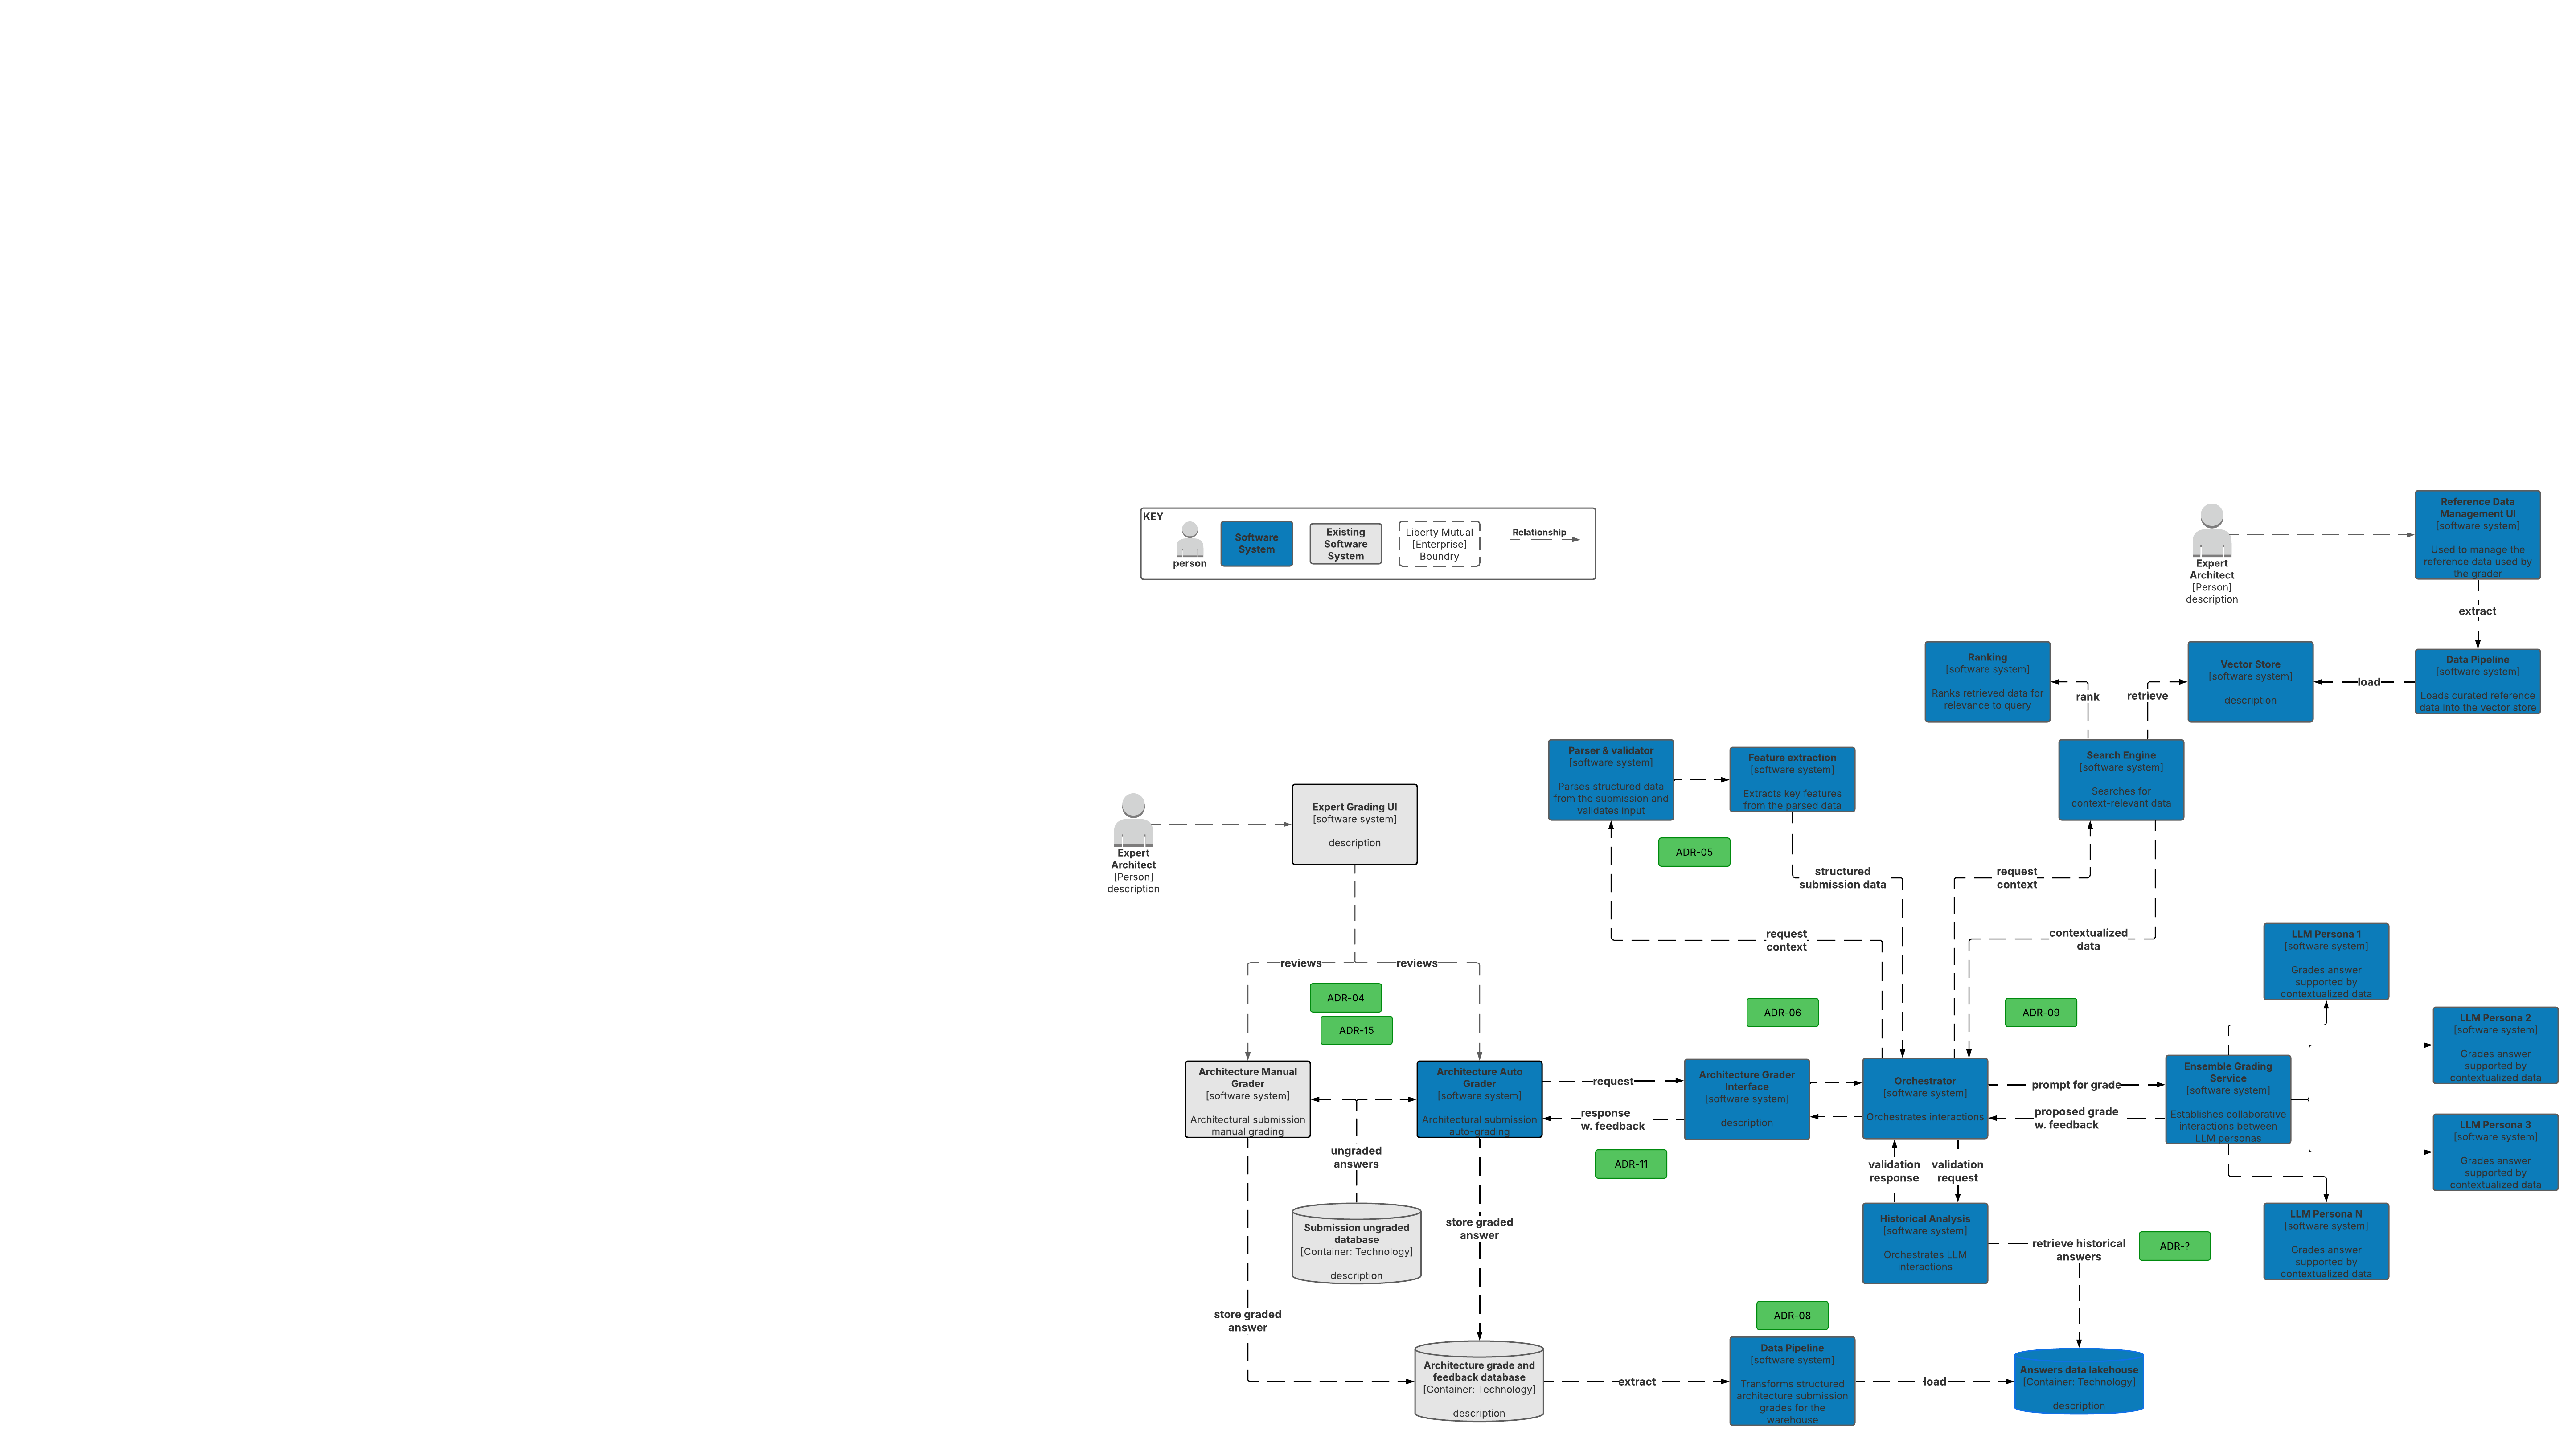 KEY
person
Software
System
Existing
Software
System
Liberty Mutual
[Enterprise]
Boundry
Relationship
Expert
Architect
[Person]
description
Reference Data
Management UI
[software system]
Used to manage the
reference data used by
the grader
extract
Ranking
[software system]
Ranks retrieved data for
relevance to query
rank
retrieve
Vector Store
[software system]
description
load
Data Pipeline
[software system]
Loads curated reference
data into the vector store
Parser & validator
[software system]
Parses structured data
from the submission and
validates input
Feature extraction
[software system]
Extracts key features
from the parsed data
Search Engine
[software system]
Searches for
context-relevant data
Expert
Architect
[Person]
description
Expert Grading UI
[software system]
description
ADR-05
structured
submission data
request
context
request
context
contextualized
data
reviews
reviews
ADR-04
ADR-15
ADR-06
ADR-09
LLM Persona 1
[software system]
Grades answer
supported by
contextualized data
LLM Persona 2
[software system]
Grades answer
supported by
contextualized data
Architecture Manual
Grader
[software system]
Architectural submission
manual grading
Architecture Auto
Grader
[software system]
Architectural submission
auto-grading
request
response
w. feedback
Architecture Grader
Interface
[software system]
description
Orchestrator
[software system]
Orchestrates interactions
prompt for grade
proposed grade
w. feedback
Ensemble Grading
Service
[software system]
Establishes collaborative
interactions between
LLM personas
LLM Persona 3
[software system]
Grades answer
supported by
contextualized data
ungraded
answers
ADR-11
validation
response
validation
request
Submission ungraded
database
[Container: Technology]
description
store graded
answer
Historical Analysis
[software system]
Orchestrates LLM
interactions
retrieve historical
answers
ADR-?
LLM Persona N
[software system]
Grades answer
supported by
contextualized data
store graded
answer
ADR-08
Architecture grade and
feedback database
[Container: Technology]
description
extract
Data Pipeline
[software system]
Transforms structured
architecture submission
grades for the
warehouse
load
Answers data lakehouse
[Container: Technology]
description